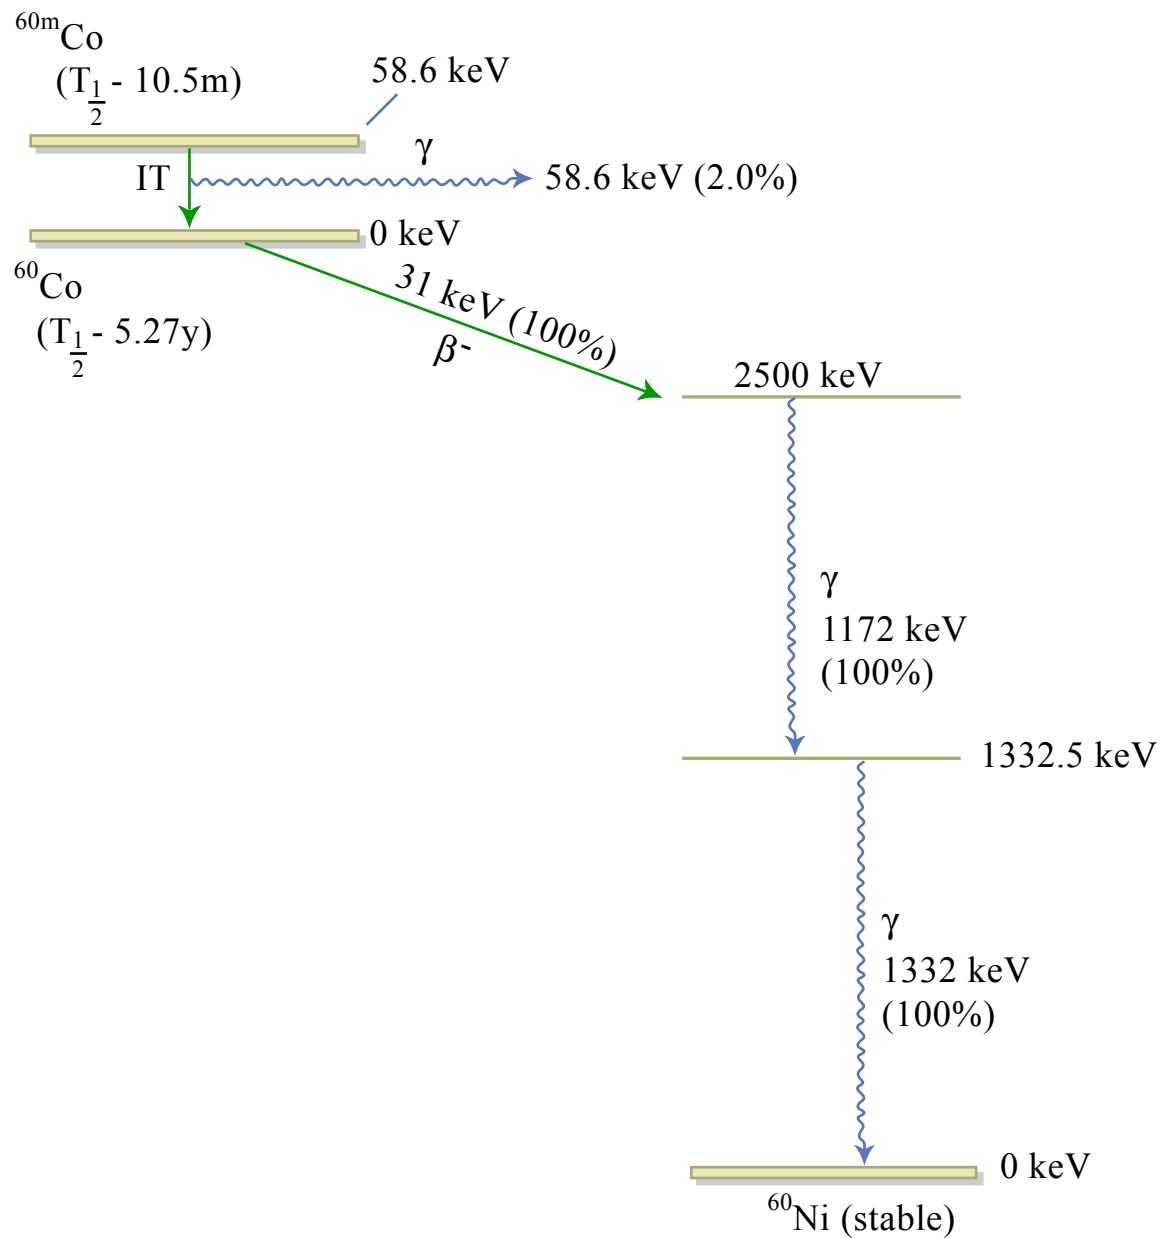 60mCo
(T1/2 - 10.5m)
58.6 keV
γ
IT
58.6 keV (2.0%)
0 keV
60Co
(T1/2 - 5.27y)
31 keV (100%)
β-
2500 keV
γ
1172 keV
(100%)
1332.5 keV
γ
1332 keV
(100%)
0 keV
60Ni (stable)